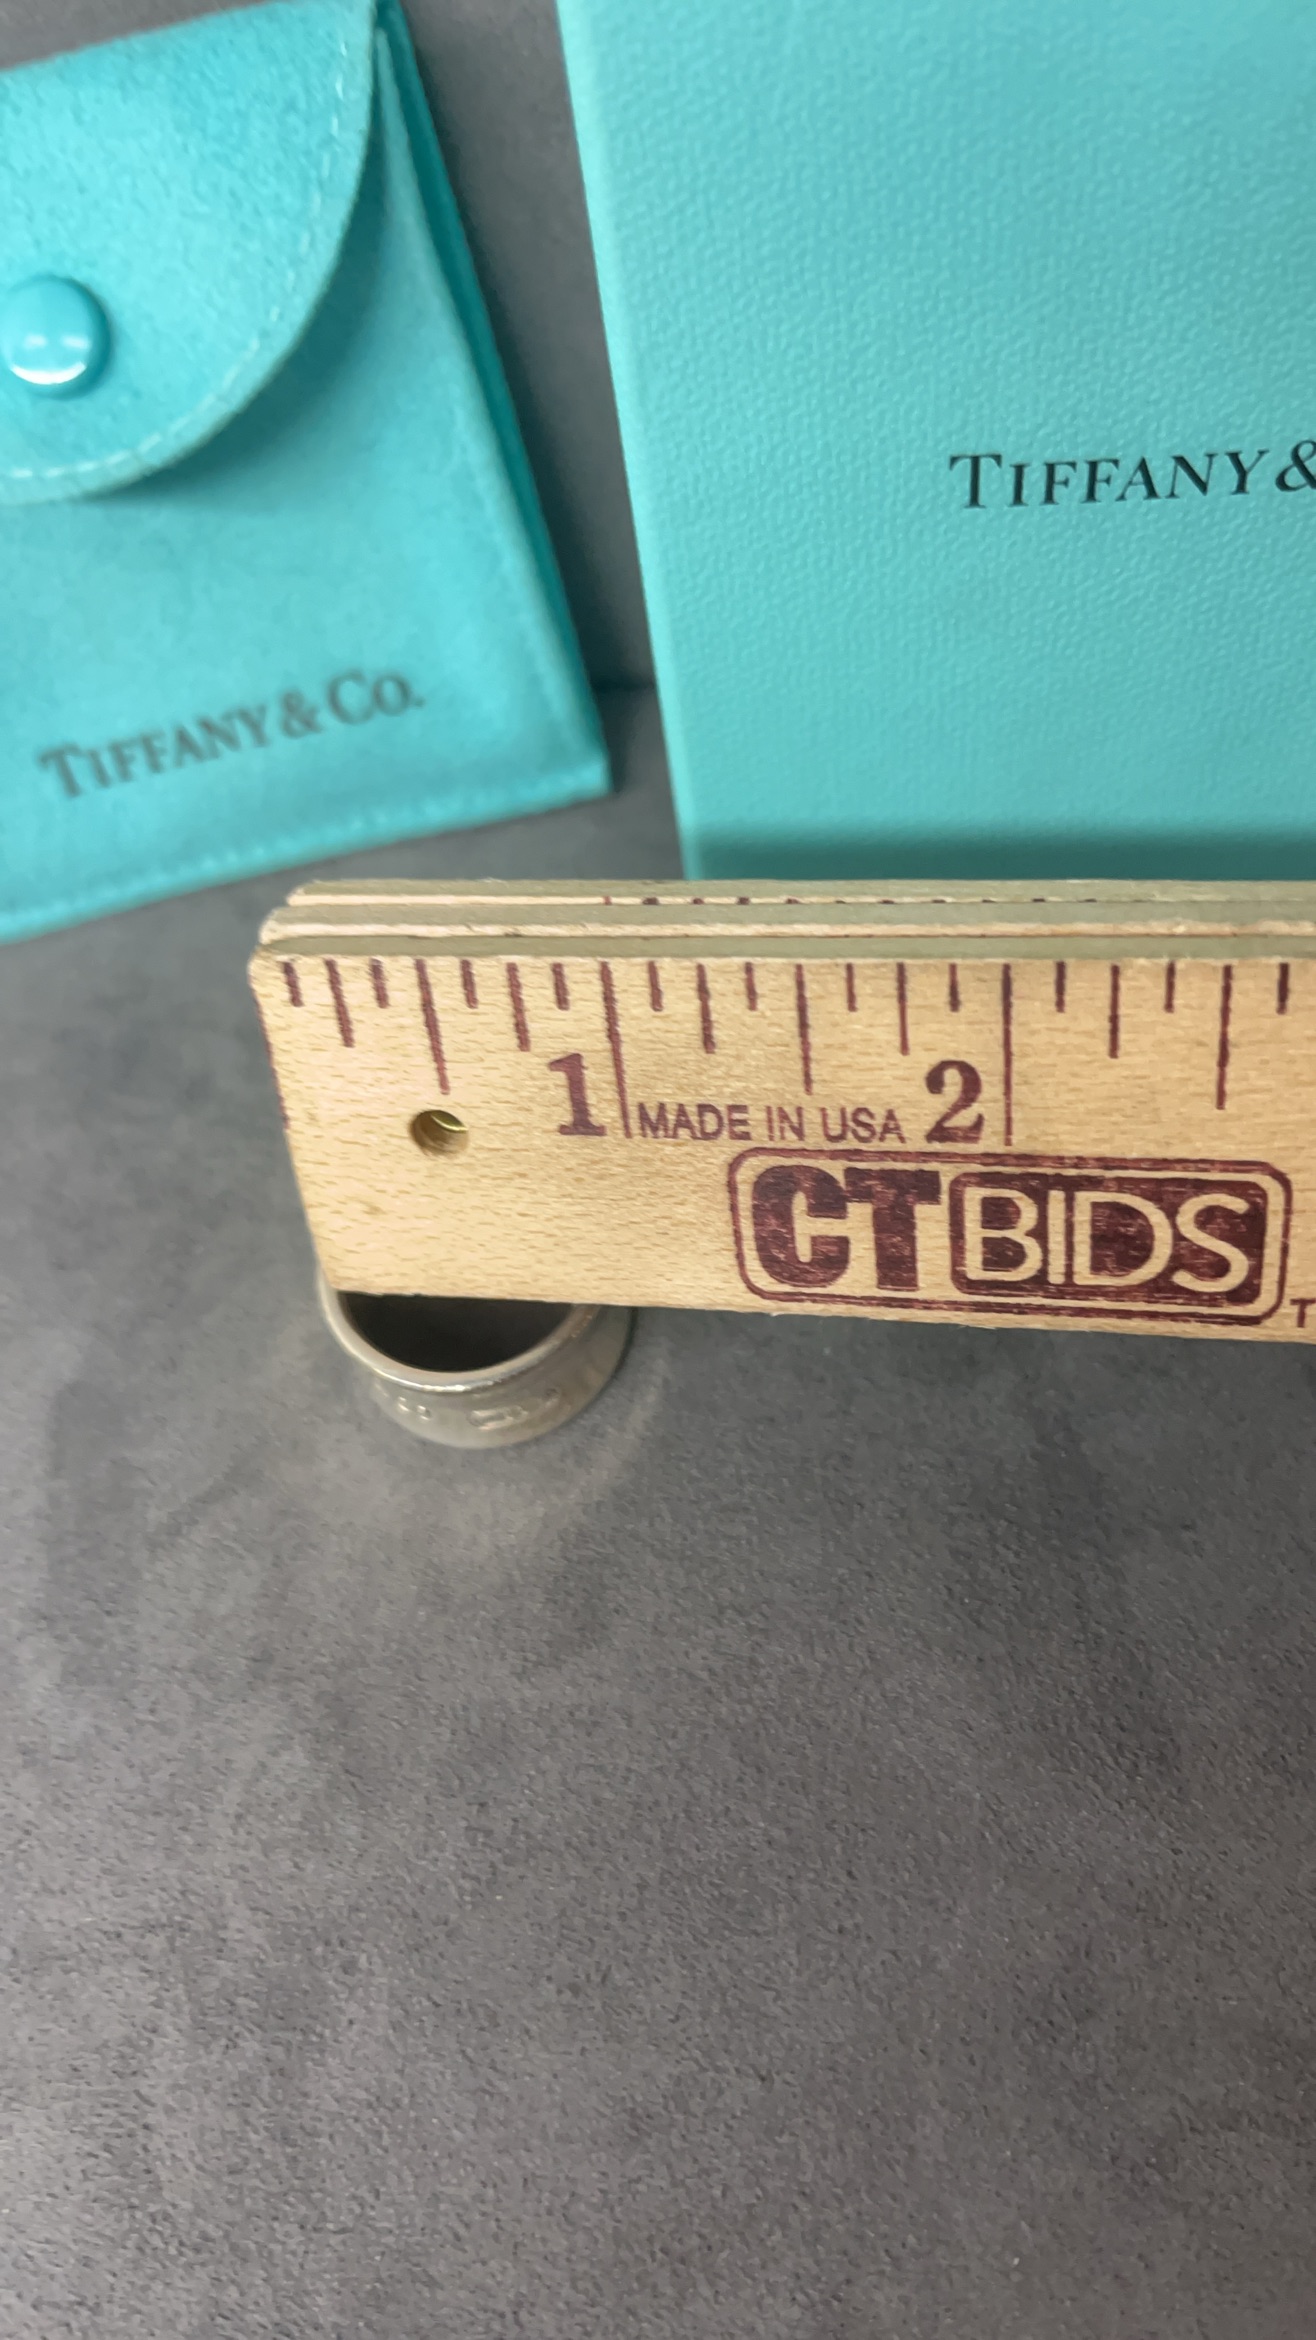 TIFFANY &
TIFFANY & CO.
1 MADE IN USA 2
CTBIDS